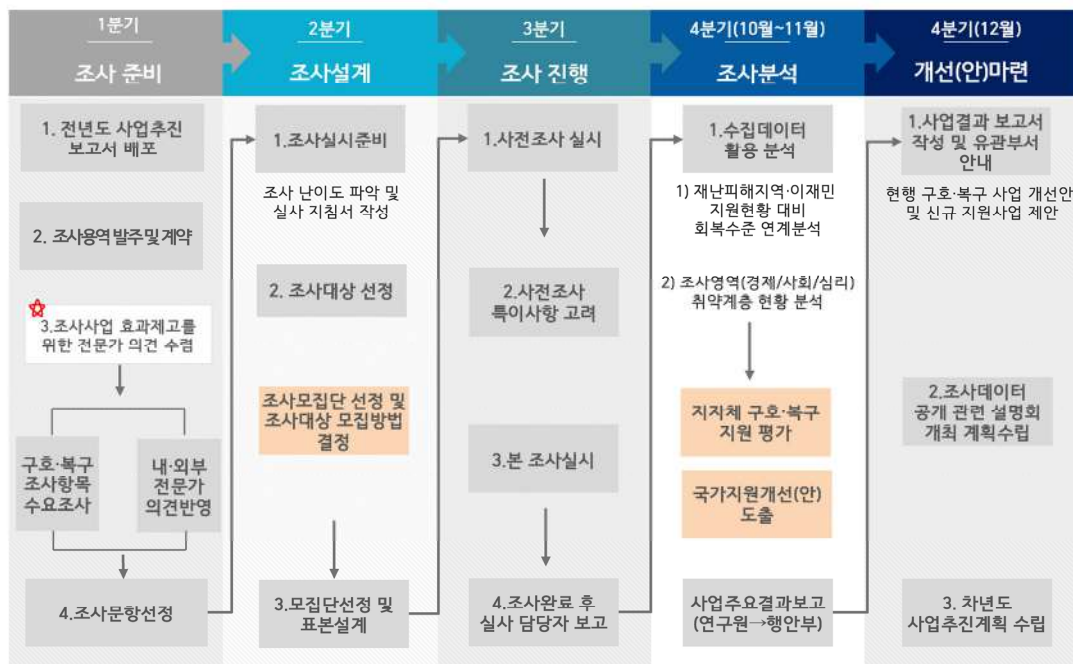 1분기
조사 준비
1. 전년도 사업추진
보고서 배포
2. 조사용역 발주 및 계약
3.조사사업 효과제고를
위한 전문가 의견 수렴
구호·복구
조사항목
수요조사
내·외부
전문가
의견반영
4.조사문항선정
2분기
조사설계
1.조사실시준비
조사 난이도 파악 및
실사 지침서 작성
2. 조사대상 선정
조사모집단 선정 및
조사대상 모집방법
결정
3.모집단선정 및
표본설계
3분기
조사 진행
1.사전조사 실시
2.사전조사
특이사항 고려
3.본 조사실시
4.조사완료 후
실사 담당자 보고
4분기(10월~11월)
조사분석
1.수집데이터
활용 분석
1) 재난피해지역·이재민
지원현황 대비
회복수준 연계분석
2) 조사영역(경제/사회/심리)
취약계층 현황 분석
지지체 구호·복구
지원 평가
국가지원개선(안)
도출
사업주요결과보고
(연구원→행안부)
4분기(12월)
개선(안)마련
1.사업결과 보고서
작성 및 유관부서
안내
현행 구호·복구 사업 개선안
및 신규 지원사업 제안
2.조사데이터
공개 관련 설명회
개최 계획수립
3. 차년도
사업추진계획 수립